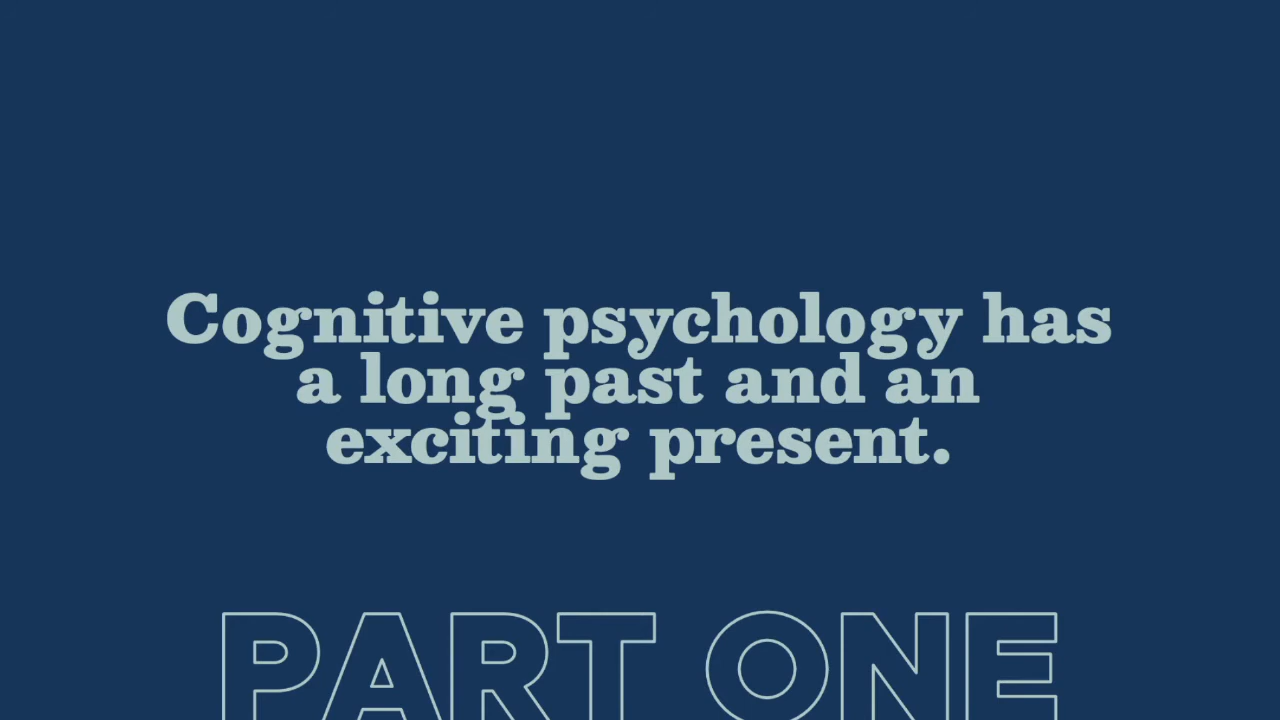 Cognitive psychology has
a long past and an
exciting present.
PART ONE